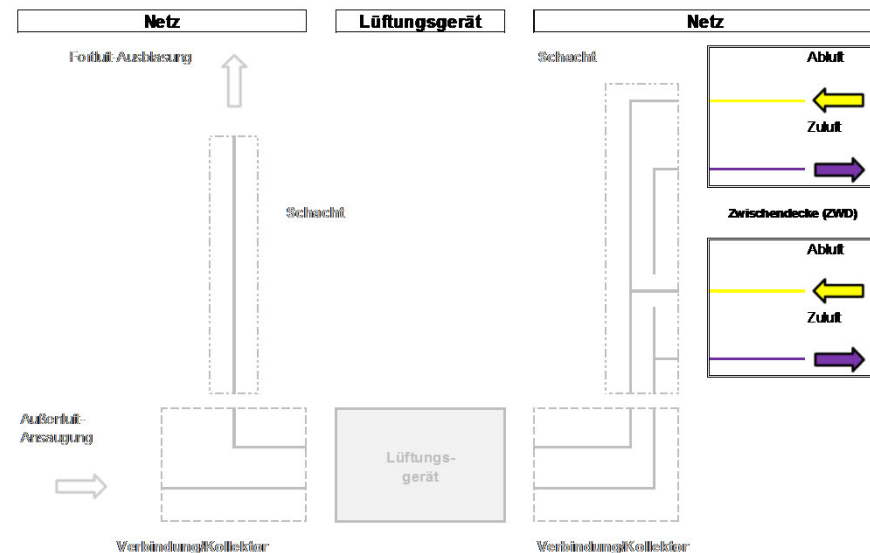 Netz
Lüftungsgerät
Netz
Fortluft-Ausblasung
Schacht
Abluft
Zuluft
Schacht
Zwischendecke (ZWD)
Abluft
Zuluft
Außenluft-
Ansaugung
Lüftungs-
gerät
Verbindung/Kollektor
Verbindung/Kollektor